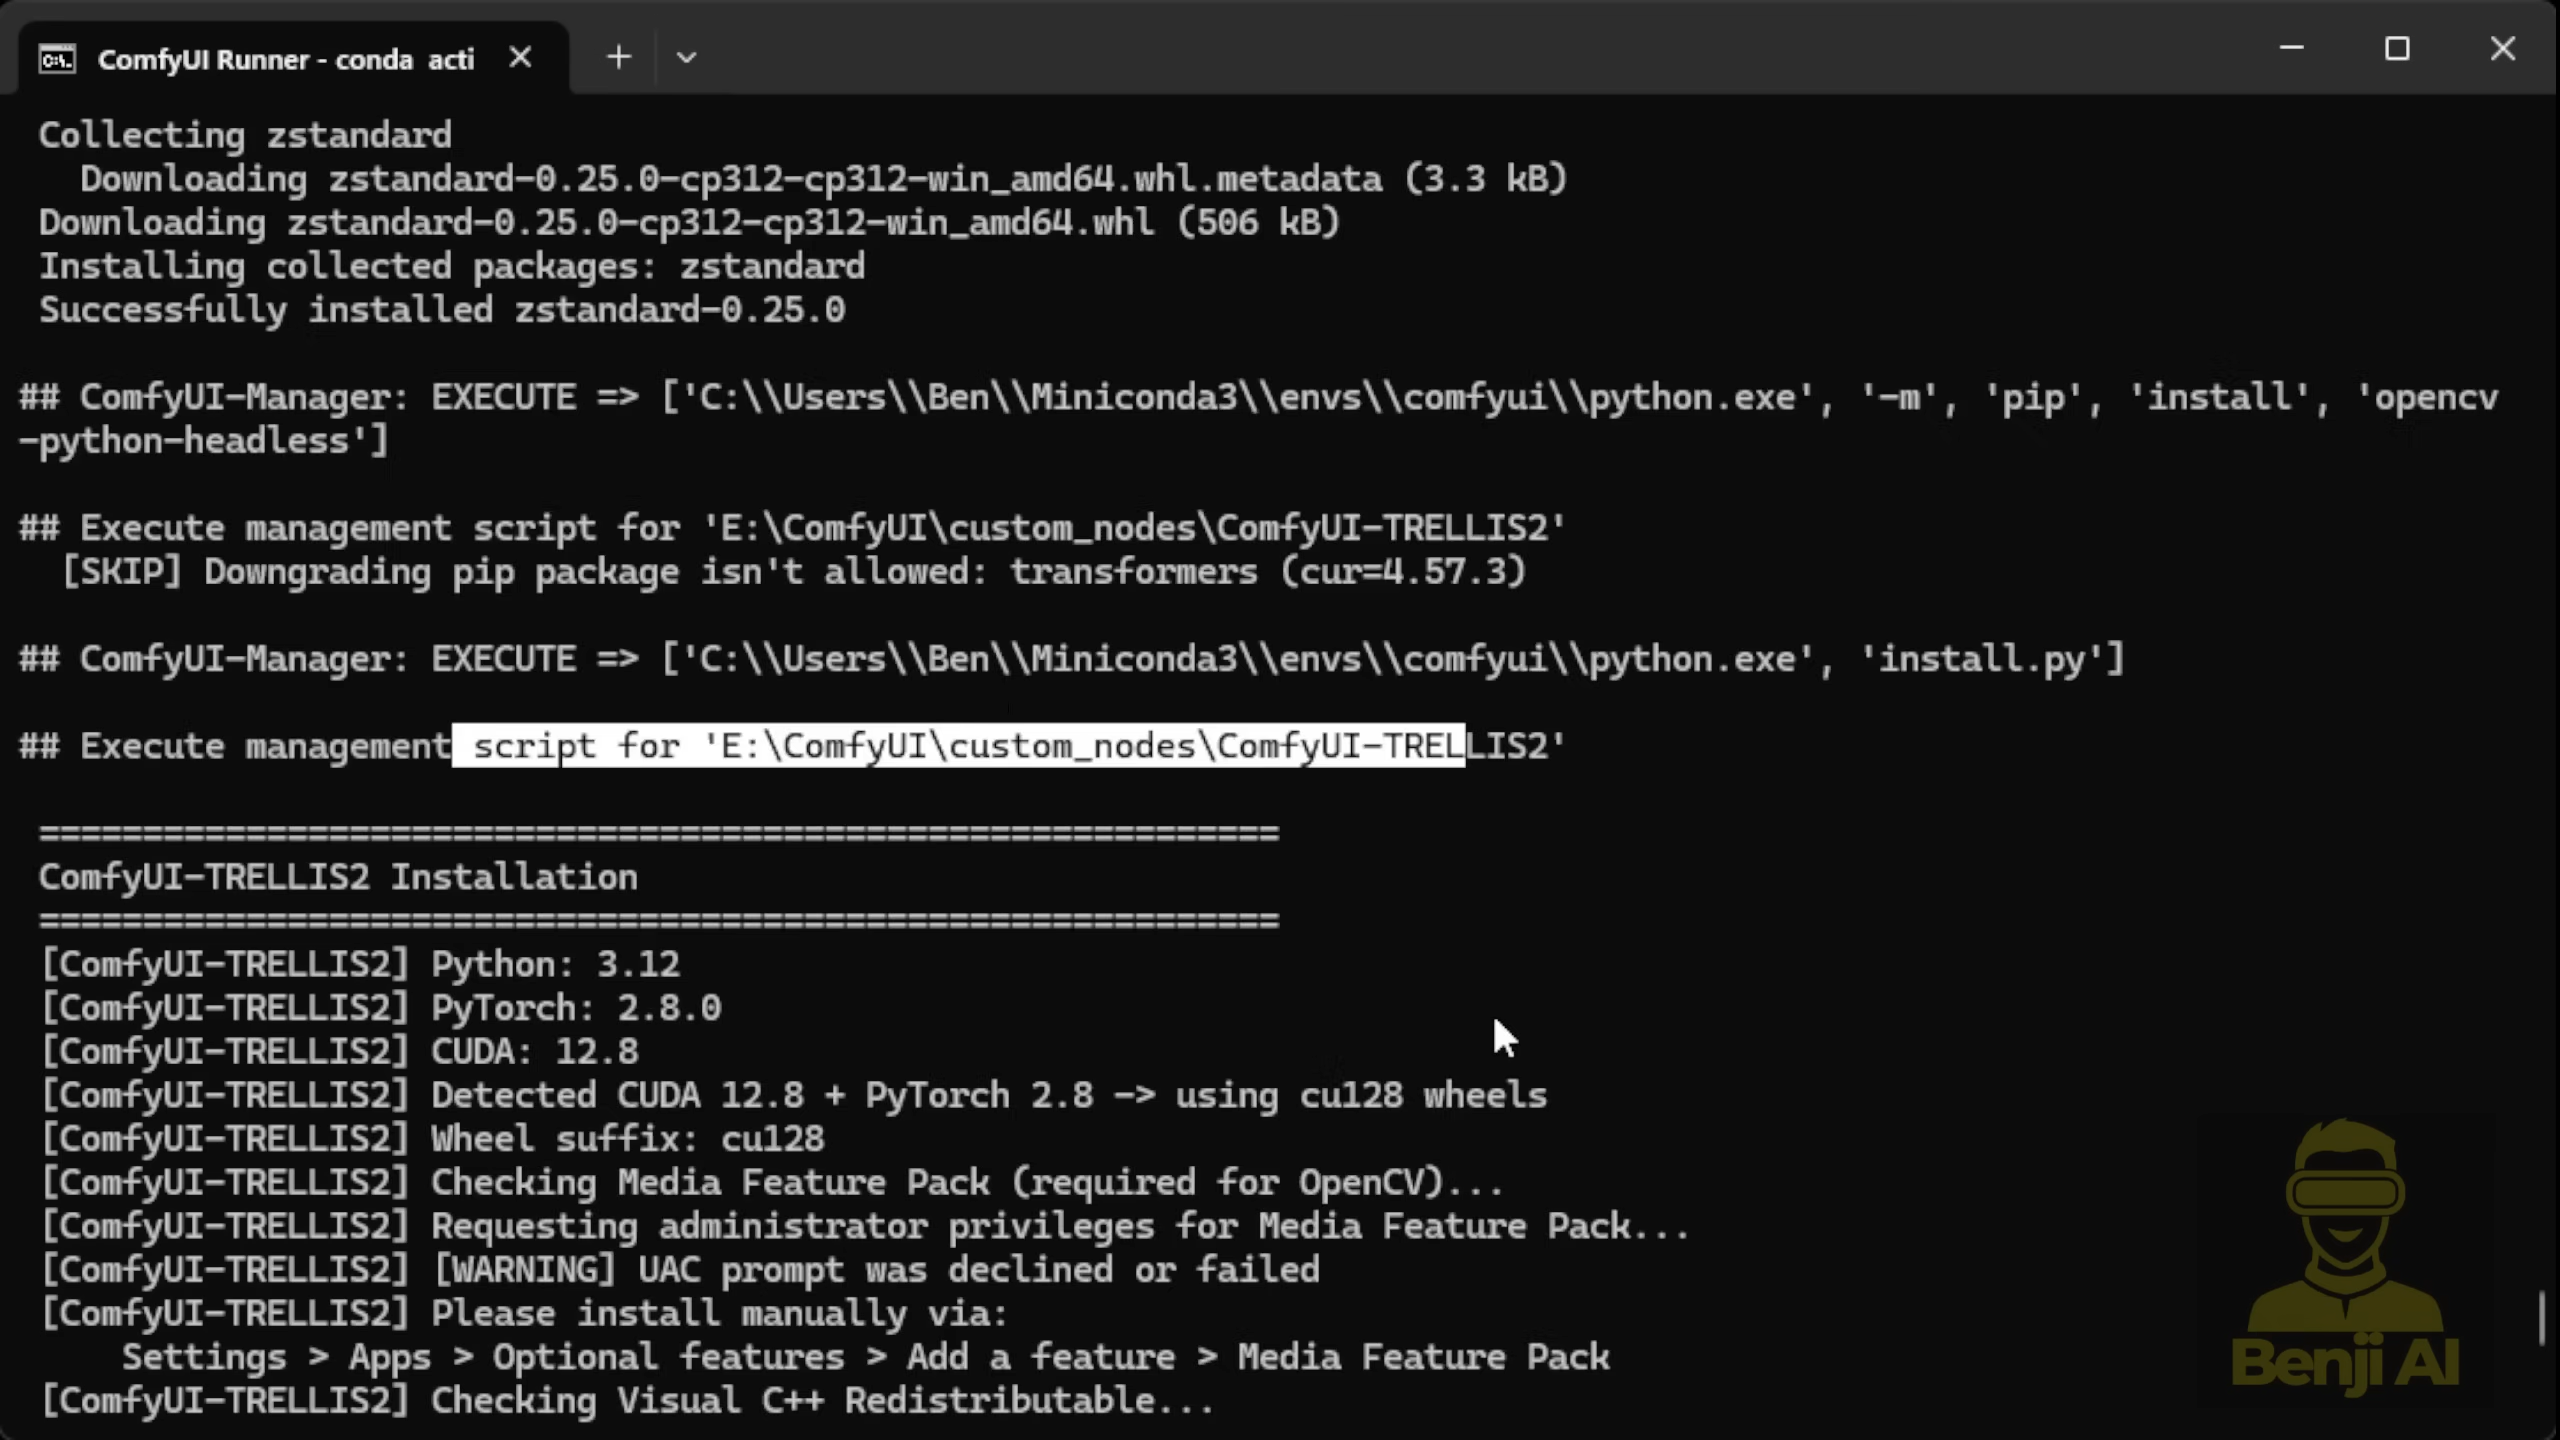 ComfyUI Runner - conda acti
Collecting zstandard
Downloading zstandard-0.25.0-cp312-cp312-win_amd64.whl.metadata (3.3 kB)
Downloading zstandard-0.25.0-cp312-cp312-win_amd64.whl (506 kB)
Installing collected packages: zstandard
Successfully installed zstandard-0.25.0
## ComfyUI-Manager: EXECUTE => ['C:\\Users\\Ben\\Miniconda3\\envs\\comfyui\\python.exe', '-m', 'pip', 'install', 'opencv
-python-headless']
## Execute management script for 'E:\ComfyUI\custom_nodes\ComfyUI-TRELLIS2'
[SKIP] Downgrading pip package isn't allowed: transformers (cur=4.57.3)
## ComfyUI-Manager: EXECUTE => ['C:\\Users\\Ben\\Miniconda3\\envs\\comfyui\\python.exe', 'install.py']
## Execute management script for 'E:\ComfyUI\custom_nodes\ComfyUI-TRELLIS2'
============================================================
ComfyUI-TRELLIS2 Installation
============================================================
[ComfyUI-TRELLIS2] Python: 3.12
[ComfyUI-TRELLIS2] PyTorch: 2.8.0
[ComfyUI-TRELLIS2] CUDA: 12.8
[ComfyUI-TRELLIS2] Detected CUDA 12.8 + PyTorch 2.8 -> using cu128 wheels
[ComfyUI-TRELLIS2] Wheel suffix: cu128
[ComfyUI-TRELLIS2] Checking Media Feature Pack (required for OpenCV)...
[ComfyUI-TRELLIS2] Requesting administrator privileges for Media Feature Pack...
[ComfyUI-TRELLIS2] [WARNING] UAC prompt was declined or failed
[ComfyUI-TRELLIS2] Please install manually via:
Settings > Apps > Optional features > Add a feature > Media Feature Pack
[ComfyUI-TRELLIS2] Checking Visual C++ Redistributable...
Benji AI